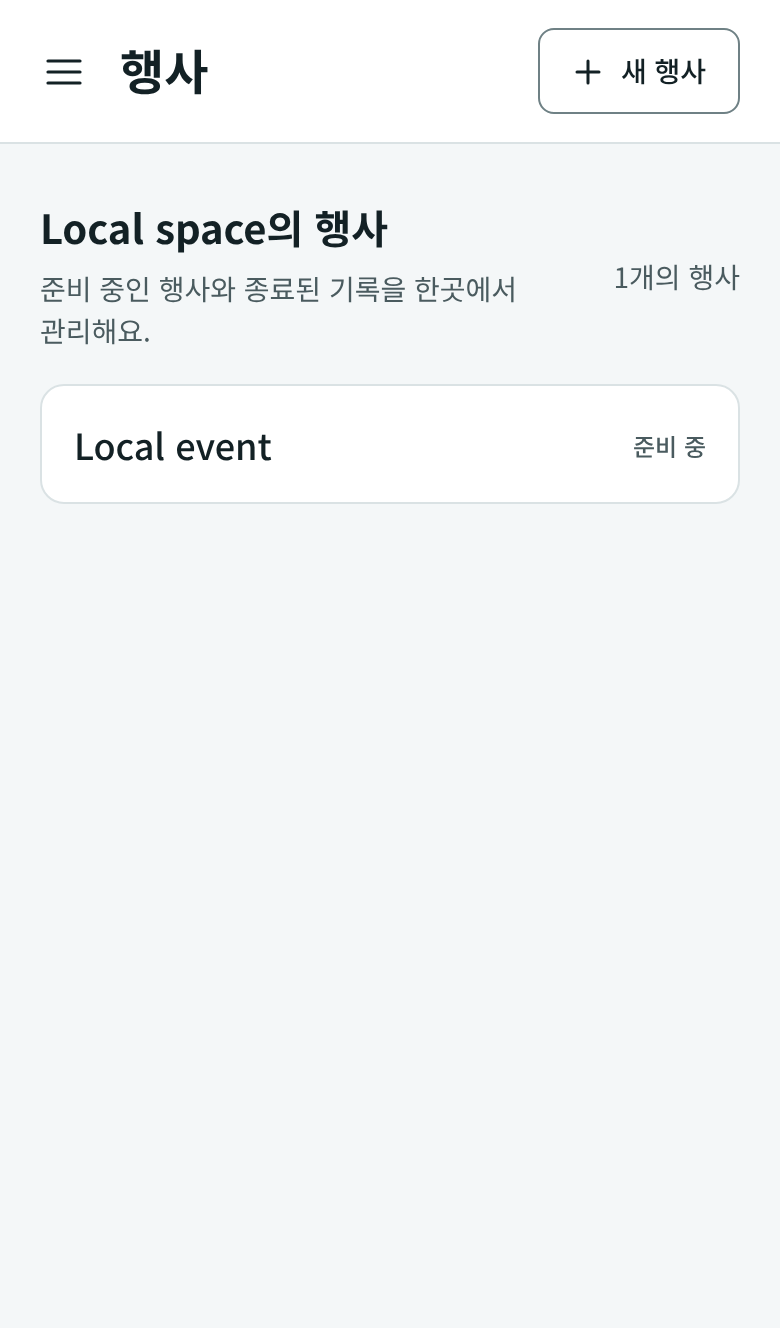 행사
새 행사
Local space의 행사
준비 중인 행사와 종료된 기록을 한곳에서
관리해요.
1개의 행사
Local event
준비 중